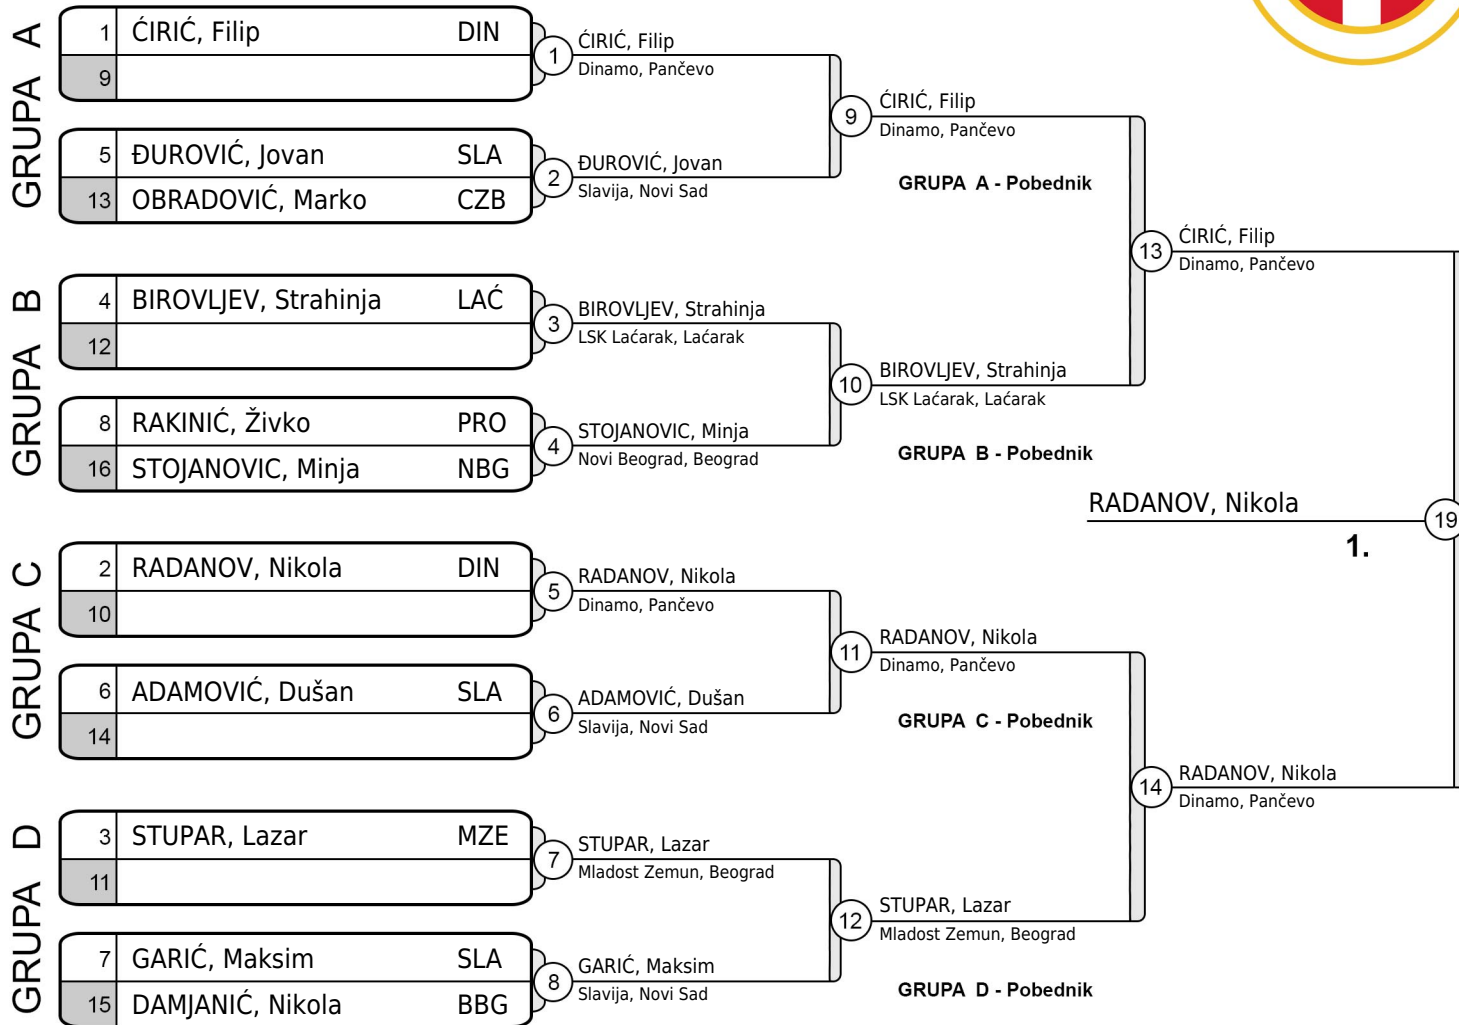 GRUPA A
1 ĆIRIĆ, Filip DIN
9
5 ĐUROVIĆ, Jovan SLA
13 OBRADOVIĆ, Marko CZB
GRUPA B
4 BIROVLJEV, Strahinja LAĆ
12
8 RAKINIĆ, Živko PRO
16 STOJANOVIC, Minja NBG
GRUPA C
2 RADANOV, Nikola DIN
10
6 ADAMOVIĆ, Dušan SLA
14
GRUPA D
3 STUPAR, Lazar MZE
11
7 GARIĆ, Maksim SLA
15 DAMJANIĆ, Nikola BBG
1 ĆIRIĆ, Filip
Dinamo, Pančevo
2 ĐUROVIĆ, Jovan
Slavija, Novi Sad
3 BIROVLJEV, Strahinja
LSK Laćarak, Laćarak
4 STOJANOVIC, Minja
Novi Beograd, Beograd
5 RADANOV, Nikola
Dinamo, Pančevo
6 ADAMOVIĆ, Dušan
Slavija, Novi Sad
7 STUPAR, Lazar
Mladost Zemun, Beograd
8 GARIĆ, Maksim
Slavija, Novi Sad
9 ĆIRIĆ, Filip
Dinamo, Pančevo
GRUPA A - Pobednik
10 BIROVLJEV, Strahinja
LSK Laćarak, Laćarak
GRUPA B - Pobednik
11 RADANOV, Nikola
Dinamo, Pančevo
GRUPA C - Pobednik
12 STUPAR, Lazar
Mladost Zemun, Beograd
GRUPA D - Pobednik
13 ĆIRIĆ, Filip
Dinamo, Pančevo
14 RADANOV, Nikola
Dinamo, Pančevo
RADANOV, Nikola 19
1.